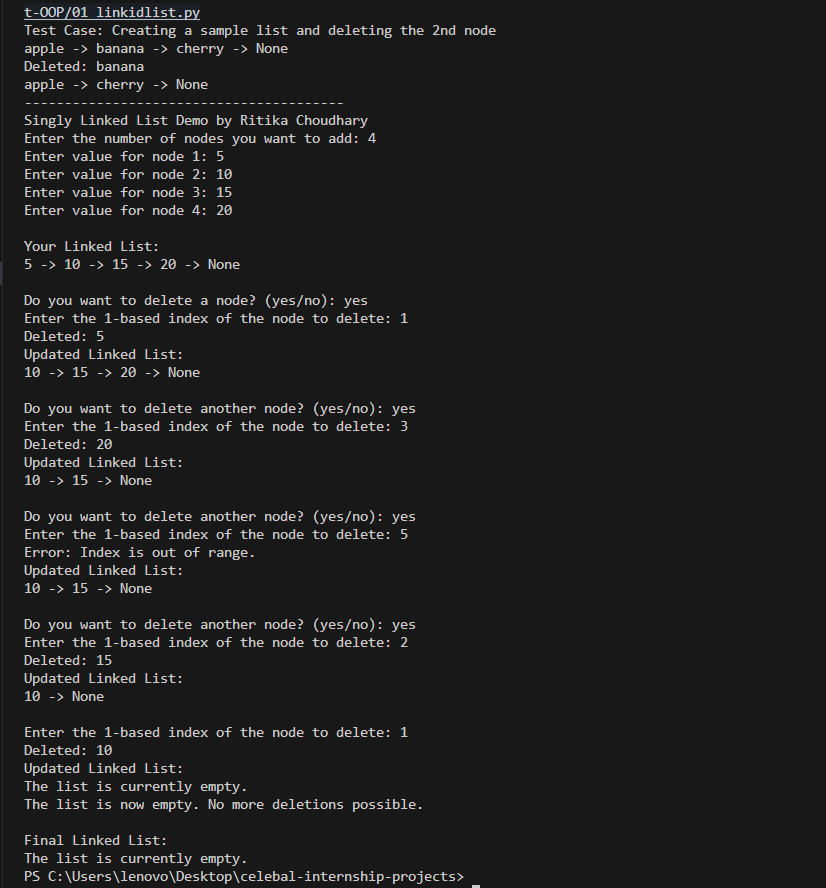 t-OOP/01 linkidlist.py
Test Case: Creating a sample list and deleting the 2nd node
apple -> banana -> cherry -> None
Deleted: banana
apple -> cherry -> None
----------------------------------------
Singly Linked List Demo by Ritika Choudhary
Enter the number of nodes you want to add: 4
Enter value for node 1: 5
Enter value for node 2: 10
Enter value for node 3: 15
Enter value for node 4: 20
Your Linked List:
5 -> 10 -> 15 -> 20 -> None
Do you want to delete a node? (yes/no): yes
Enter the 1-based index of the node to delete: 1
Deleted: 5
Updated Linked List:
10 -> 15 -> 20 -> None
Do you want to delete another node? (yes/no): yes
Enter the 1-based index of the node to delete: 3
Deleted: 20
Updated Linked List:
10 -> 15 -> None
Do you want to delete another node? (yes/no): yes
Enter the 1-based index of the node to delete: 5
Error: Index is out of range.
Updated Linked List:
10 -> 15 -> None
Do you want to delete another node? (yes/no): yes
Enter the 1-based index of the node to delete: 2
Deleted: 15
Updated Linked List:
10 -> None
Enter the 1-based index of the node to delete: 1
Deleted: 10
Updated Linked List:
The list is currently empty.
The list is now empty. No more deletions possible.
Final Linked List:
The list is currently empty.
PS C:\Users\lenovo\Desktop\celebal-internship-projects>